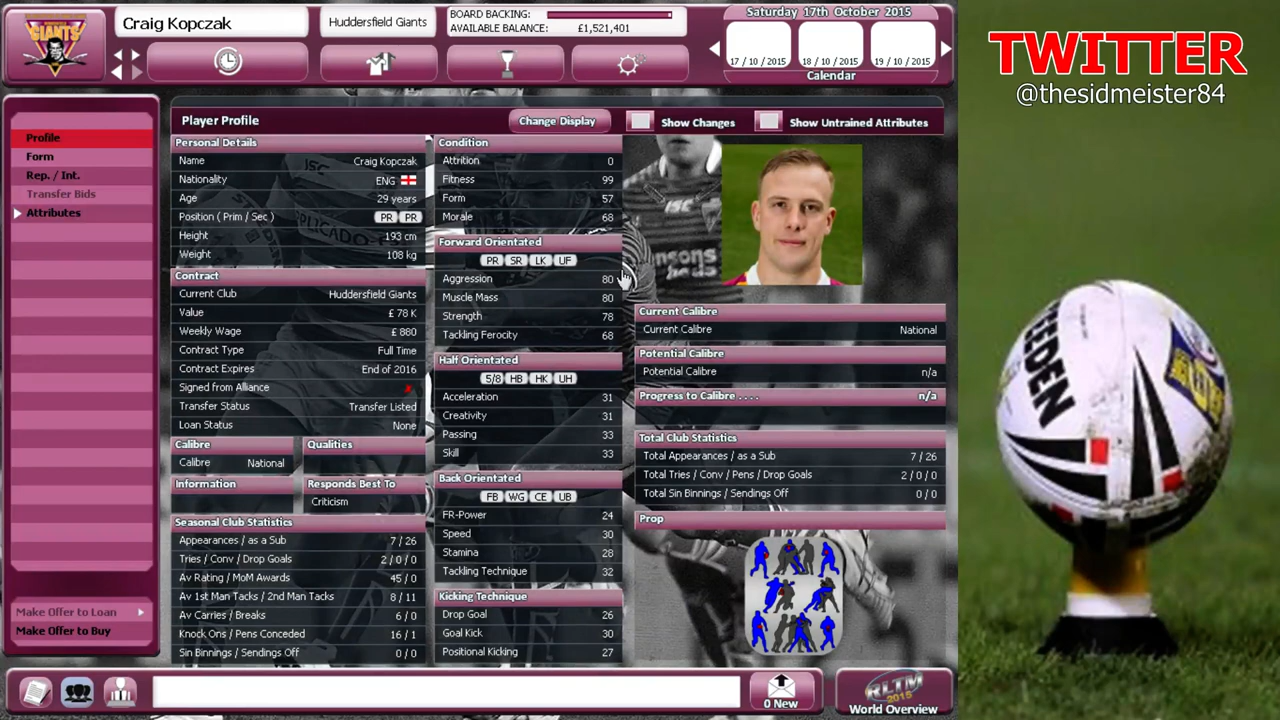 GIANTS
Craig Kopczak
Huddersfield Giants
BOARD BACKING:
AVAILABLE BALANCE: £1,521,401
Saturday 17th October 2015
17 / 10 / 2015 18 / 10 / 2015 19 / 10 / 2015
Calendar
TWITTER
@thesidmeister84
Profile
Form
Rep. / Int.
Transfer Bids
Attributes
Make Offer to Loan
Make Offer to Buy
Player Profile
Change Display
Show Changes
Show Untrained Attributes
Personal Details
Name Craig Kopczak
Nationality ENG
Age 29 years
Position ( Prim / Sec ) PR PR
Height 193 cm
Weight 108 kg
Contract
Current Club Huddersfield Giants
Value £ 78 K
Weekly Wage £ 880
Contract Type Full Time
Contract Expires End of 2016
Signed from Alliance
Transfer Status Transfer Listed
Loan Status None
Calibre
Calibre National
Qualities
Information
Responds Best To
Criticism
Seasonal Club Statistics
Appearances / as a Sub 7 / 26
Tries / Conv / Drop Goals 2 / 0 / 0
Av Rating / MoM Awards 45 / 0
Av 1st Man Tacks / 2nd Man Tacks 8 / 11
Av Carries / Breaks 6 / 0
Knock Ons / Pens Conceded 16 / 1
Sin Binnings / Sendings Off 0 / 0
Condition
Attrition 0
Fitness 99
Form 57
Morale 68
Forward Orientated
PR SR LK UF
Aggression 80
Muscle Mass 80
Strength 78
Tackling Ferocity 68
Half Orientated
5/8 HB HK UH
Acceleration 31
Creativity 31
Passing 33
Skill 33
Back Orientated
FB WG CE UB
FR-Power 24
Speed 30
Stamina 28
Tackling Technique 32
Kicking Technique
Drop Goal 26
Goal Kick 30
Positional Kicking 27
Current Calibre
Current Calibre National
Potential Calibre
Potential Calibre n/a
Progress to Calibre . . . . n/a
Total Club Statistics
Total Appearances / as a Sub 7 / 26
Total Tries / Conv / Pens / Drop Goals 2 / 0 / 0
Total Sin Binnings / Sendings Off 0 / 0
Prop
0 New
RLTM
2015
World Overview
STEEDEN